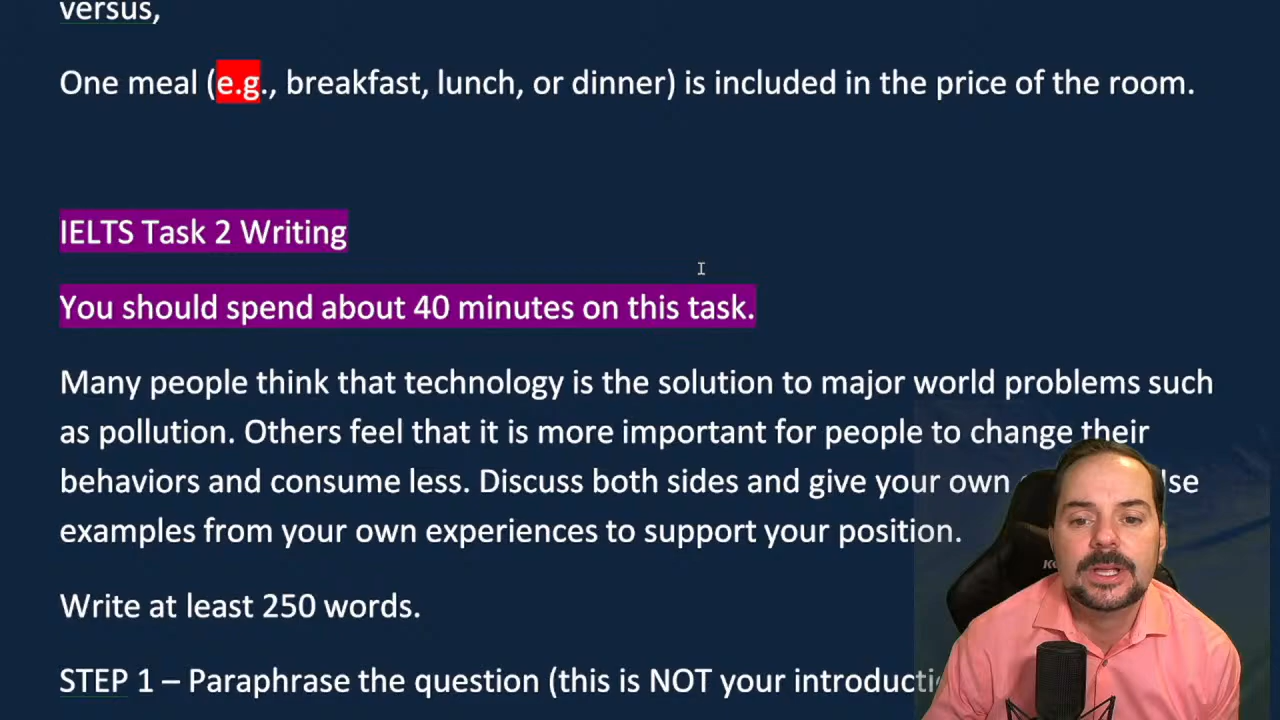 versus,
One meal (e.g., breakfast, lunch, or dinner) is included in the price of the room.
IELTS Task 2 Writing
You should spend about 40 minutes on this task.
Many people think that technology is the solution to major world problems such
as pollution. Others feel that it is more important for people to change their
behaviors and consume less. Discuss both sides and give your own
examples from your own experiences to support your position.
Write at least 250 words.
STEP 1 – Paraphrase the question (this is NOT your